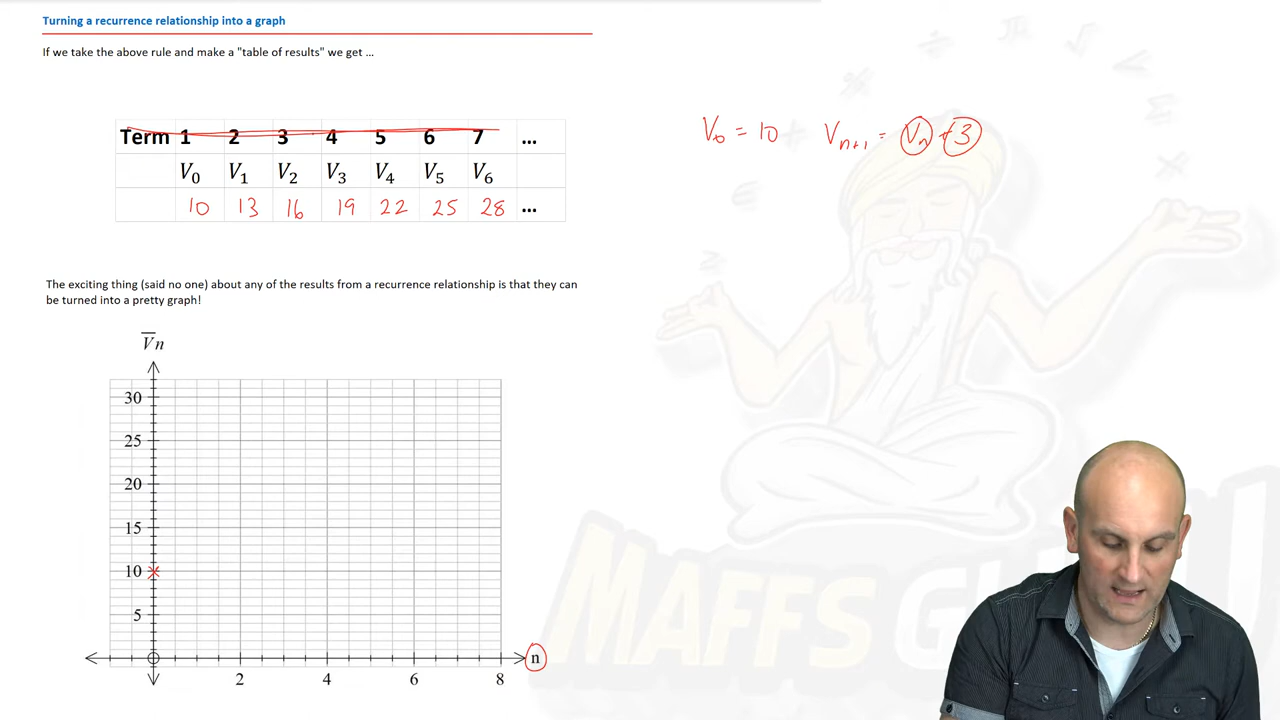 Turning a recurrence relationship into a graph
If we take the above rule and make a "table of results" we get ...
V₀ = 10 Vₙ₊₁ = Vₙ + 3
Term 1 2 3 4 5 6 7 ...
V₀ V₁ V₂ V₃ V₄ V₅ V₆
10 13 16 19 22 25 28 ...
The exciting thing (said no one) about any of the results from a recurrence relationship is that they can
be turned into a pretty graph!
Vn
30
25
20
15
10
5
n
2 4 6 8
MAFFS GURU